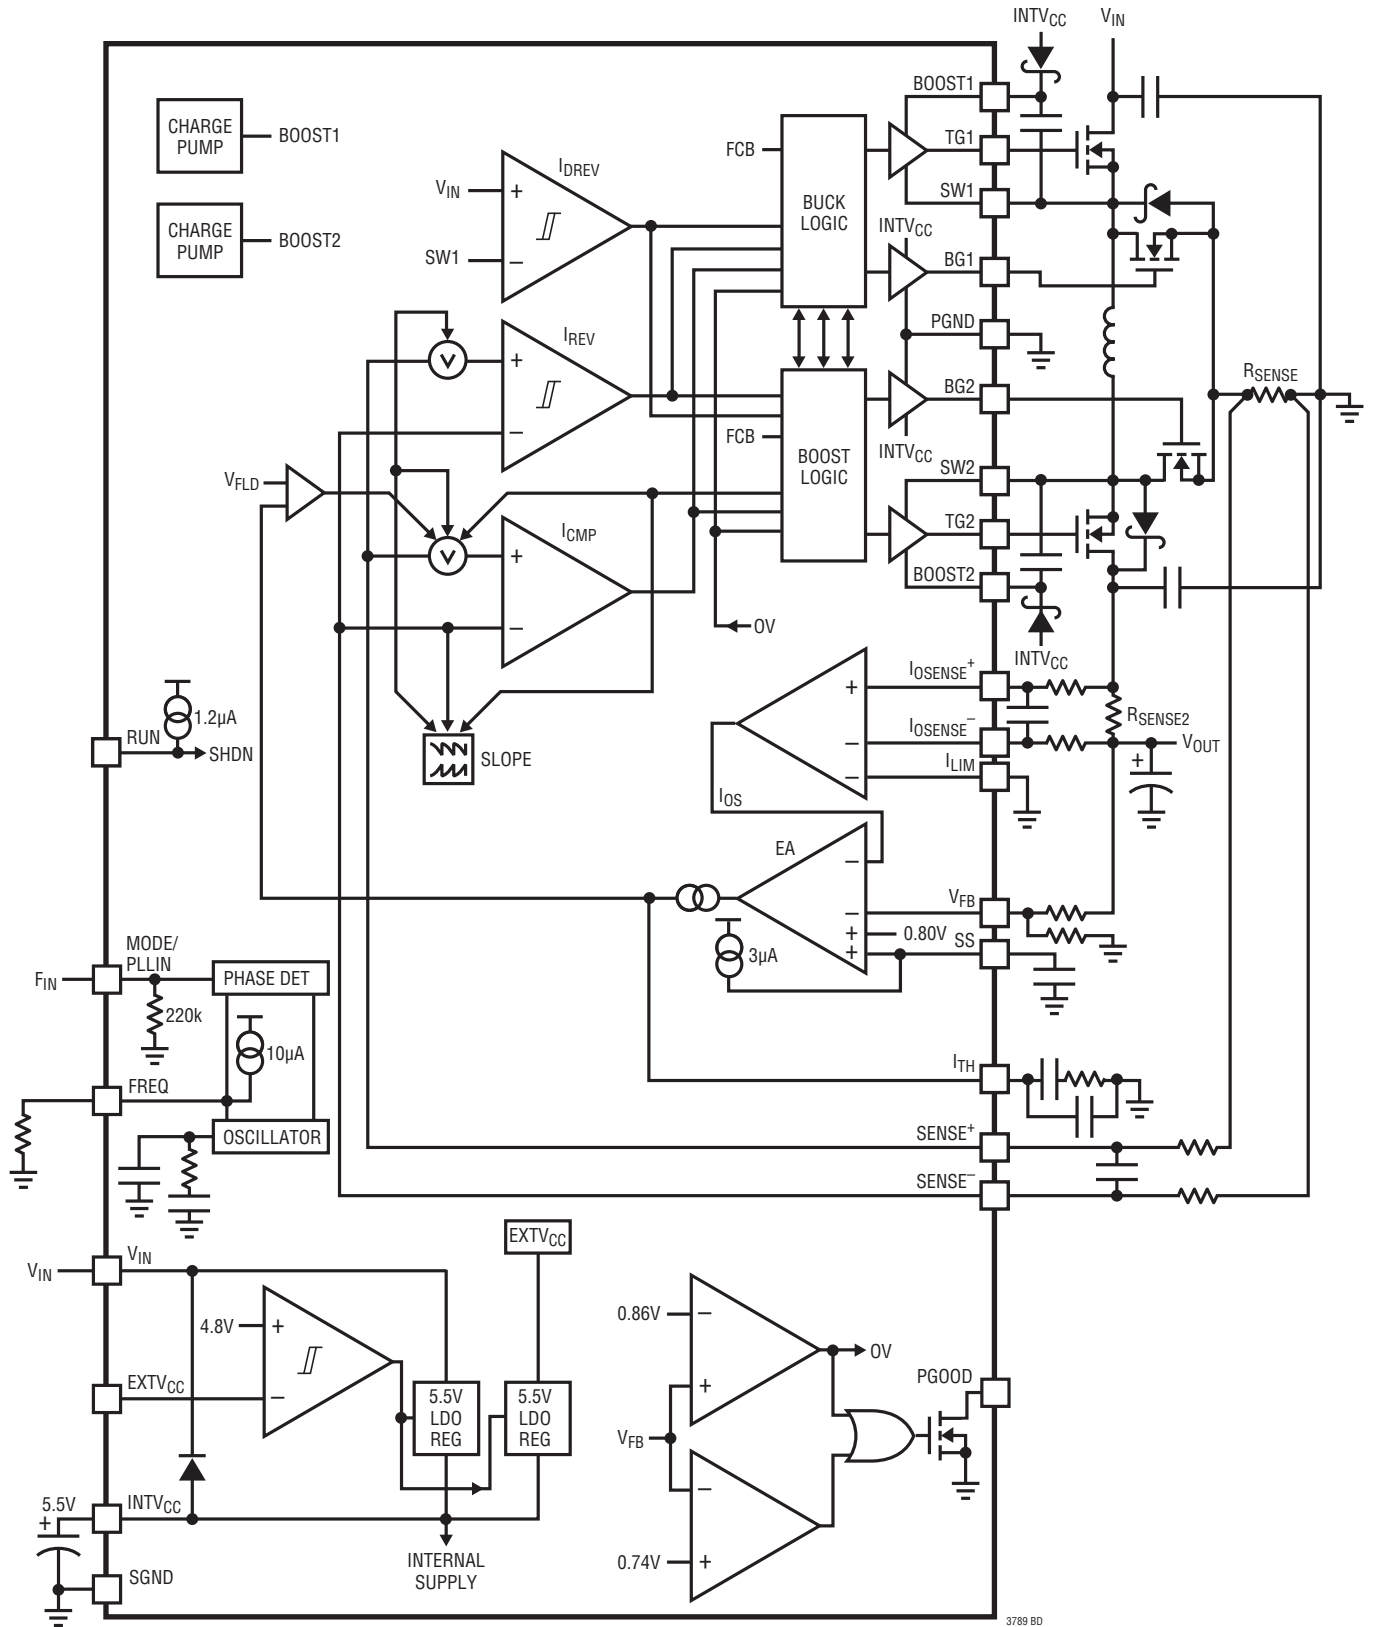 INTVCC
VIN
BOOST1
CHARGE
PUMP
BOOST1
TG1
FCB
IDREV
VIN
+
SW1
BUCK
LOGIC
CHARGE
PUMP
BOOST2
INTVCC
SW1
–
BG1
IREV
+
PGND
V
RSENSE
BG2
–
FCB
INTVCC
SW2
BOOST
LOGIC
VFLD
ICMP
TG2
+
V
BOOST2
–
OV
INTVCC
IOSENSE+
+
1.2µA
RUN
SHDN
IOSENSE–
–
RSENSE2
VOUT
SLOPE
ILIM
–
+
IOS
EA
–
VFB
–
+
0.80V
SS
+
3µA
MODE/
PLLIN
FIN
PHASE DET
220k
10µA
ITH
FREQ
OSCILLATOR
SENSE+
SENSE–
EXTVCC
VIN
VIN
0.86V
–
4.8V
+
OV
EXTVCC
–
5.5V
LDO
REG
5.5V
LDO
REG
+
PGOOD
VFB
–
5.5V
+
INTVCC
INTERNAL
SUPPLY
0.74V
+
SGND
3789 BD